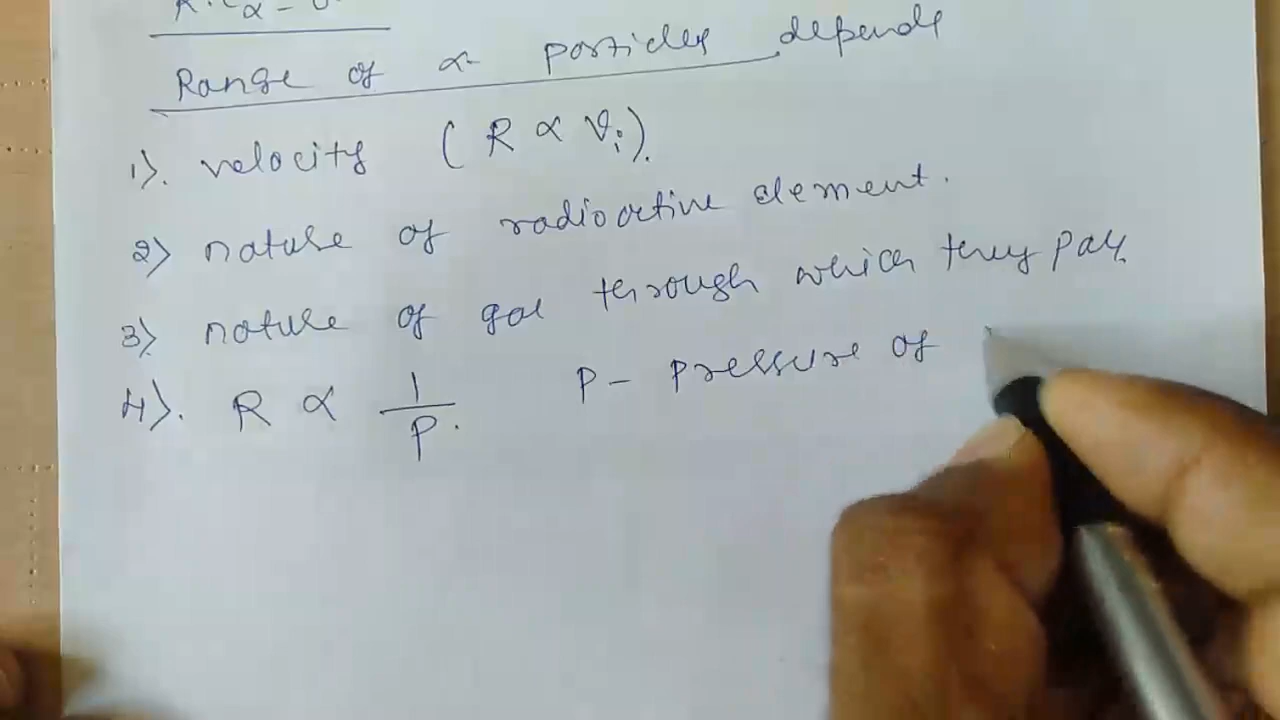 Range of α- particles depends
1). velocity (R ∝ vi).
2) nature of radioactive element.
3). nature of gas through which they pass
4). R ∝ 1/P. P - pressure of